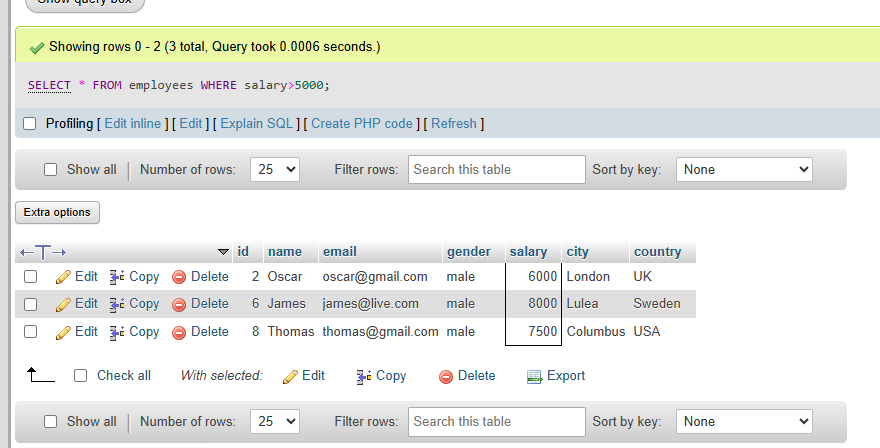 Show query box
Showing rows 0 - 2 (3 total, Query took 0.0006 seconds.)
SELECT * FROM employees WHERE salary>5000;
Profiling [ Edit inline ] [ Edit ] [ Explain SQL ] [ Create PHP code ] [ Refresh ]
Show all Number of rows: 25 Filter rows: Search this table Sort by key: None
Extra options
id name email gender salary city country
Edit Copy Delete 2 Oscar oscar@gmail.com male 6000 London UK
Edit Copy Delete 6 James james@live.com male 8000 Lulea Sweden
Edit Copy Delete 8 Thomas thomas@gmail.com male 7500 Columbus USA
Check all With selected: Edit Copy Delete Export
Show all Number of rows: 25 Filter rows: Search this table Sort by key: None